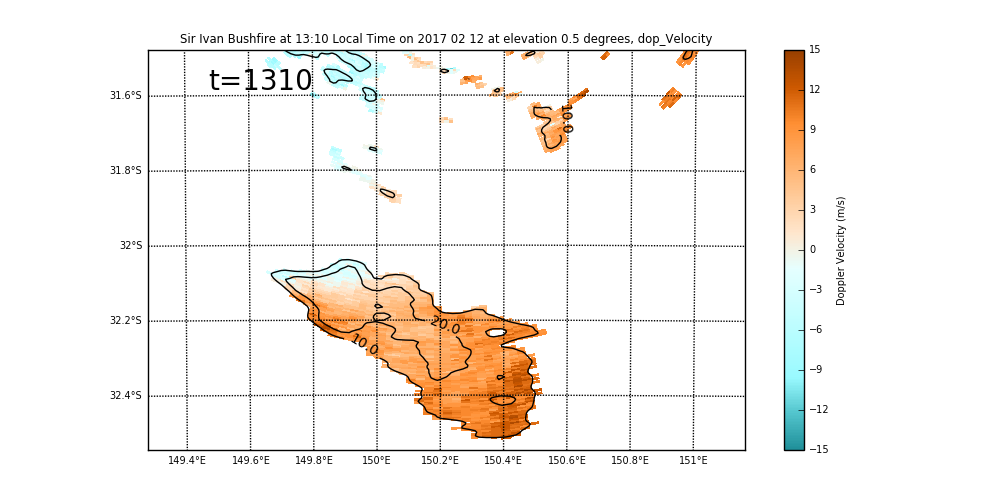 Sir Ivan Bushfire at 13:10 Local Time on 2017 02 12 at elevation 0.5 degrees, dop_Velocity
t=1310
31.6°S
31.8°S
32°S
32.2°S
32.4°S
149.4°E 149.6°E 149.8°E 150°E 150.2°E 150.4°E 150.6°E 150.8°E 151°E
10.0
20.0
10.0
15
12
9
6
3
0
−3
−6
−9
−12
−15
Doppler Velocity (m/s)